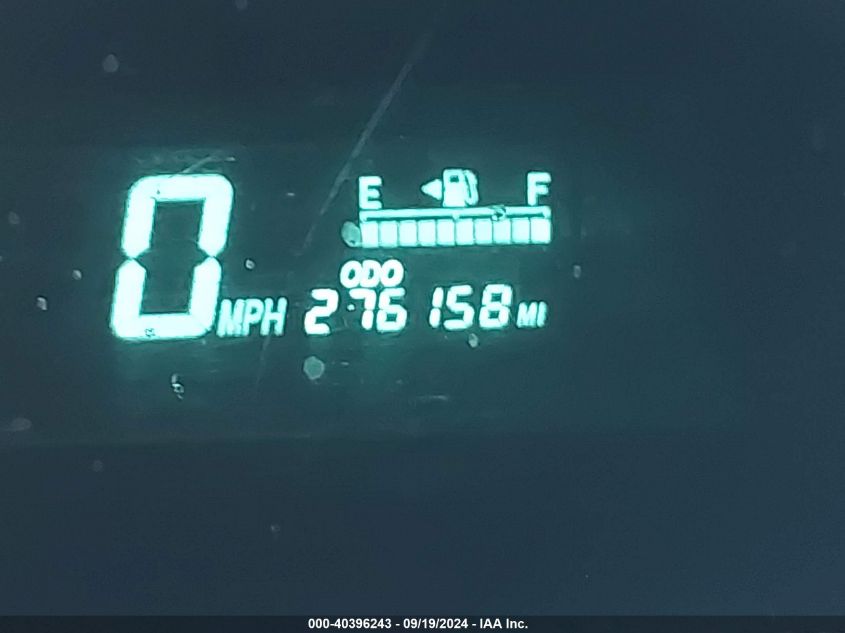 E F
ODO
0 MPH 276158 MI
000-40396243 - 09/19/2024 - IAA Inc.